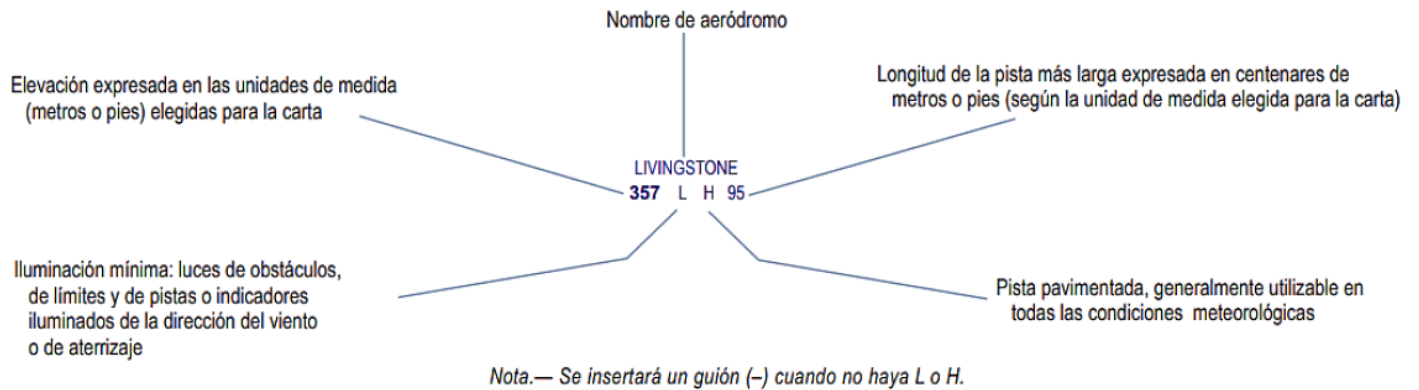 Nombre de aeródromo
Elevación expresada en las unidades de medida
(metros o pies) elegidas para la carta
Longitud de la pista más larga expresada en centenares de
metros o pies (según la unidad de medida elegida para la carta)
LIVINGSTONE
357 L H 95
Iluminación mínima: luces de obstáculos,
de límites y de pistas o indicadores
iluminados de la dirección del viento
o de aterrizaje
Pista pavimentada, generalmente utilizable en
todas las condiciones meteorológicas
Nota.— Se insertará un guión (–) cuando no haya L o H.